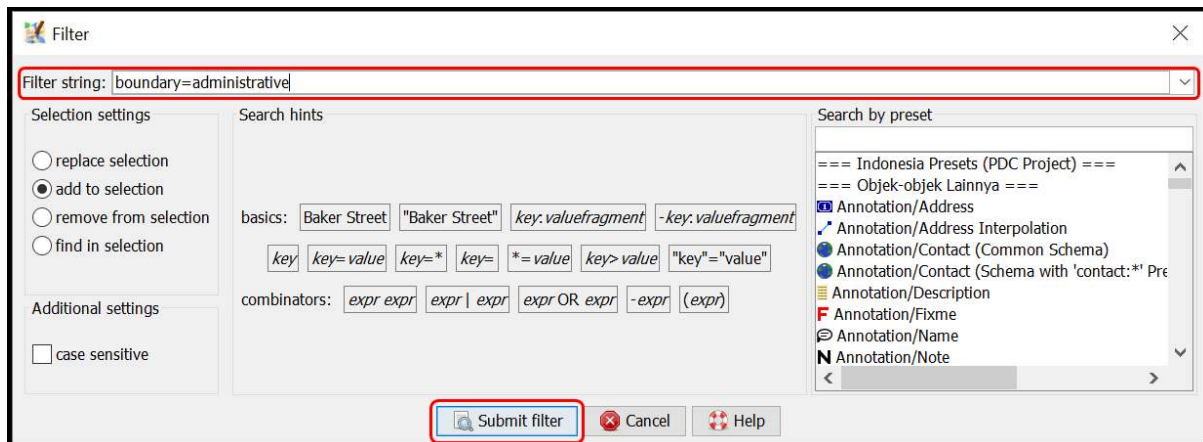 Filter
Filter string: boundary=administrative
Selection settings
replace selection
add to selection
remove from selection
find in selection
Additional settings
case sensitive
Search hints
basics: Baker Street "Baker Street" key:valuefragment -key:valuefragment
key key=value key=* key= *=value key>value "key"="value"
combinators: expr expr expr | expr expr OR expr -expr (expr)
Search by preset
=== Indonesia Presets (PDC Project) ===
=== Objek-objek Lainnya ===
Annotation/Address
Annotation/Address Interpolation
Annotation/Contact (Common Schema)
Annotation/Contact (Schema with 'contact:*' Pre
Annotation/Description
F Annotation/Fixme
Annotation/Name
N Annotation/Note
Submit filter Cancel Help